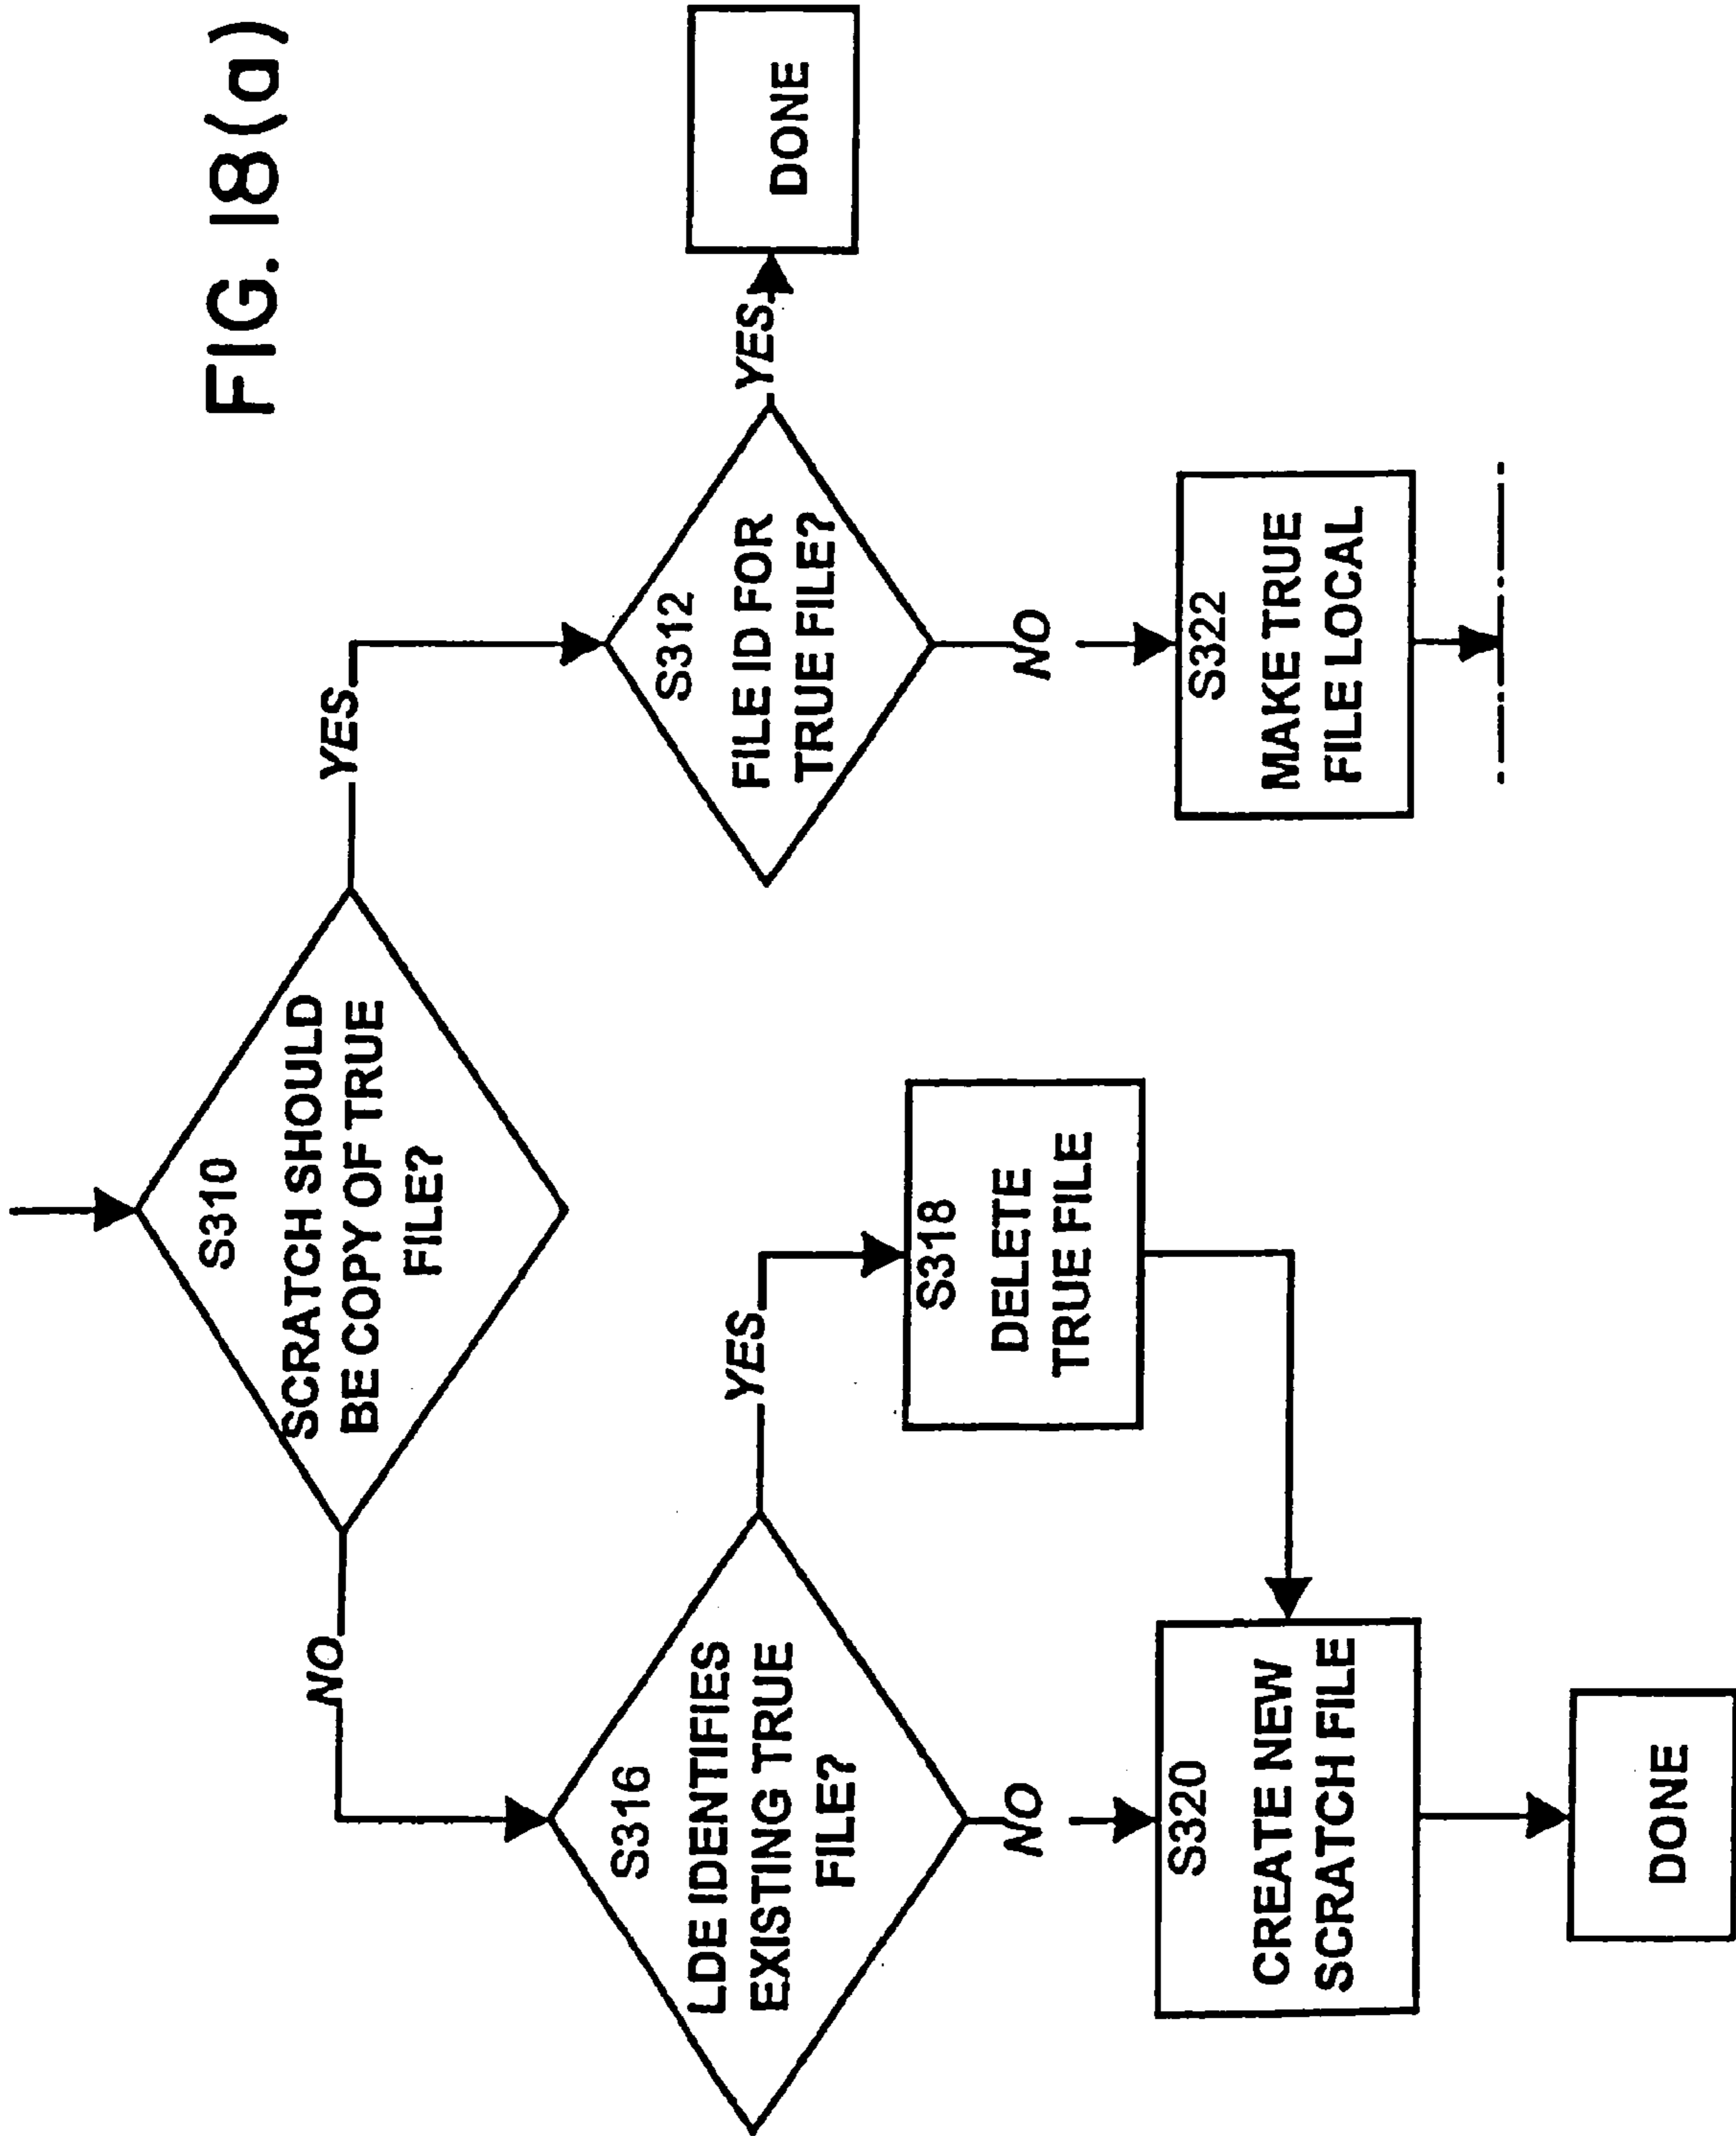 FIG. 18(a)
S310
SCRATCH SHOULD
BE COPY OF TRUE
FILE?
NO
YES
S316
LDE IDENTIFIES
EXISTING TRUE
FILE?
YES
NO
S318
DELETE
TRUE FILE
S320
CREATE NEW
SCRATCH FILE
DONE
S312
FILE ID FOR
TRUE FILE?
YES
DONE
NO
S322
MAKE TRUE
FILE LOCAL